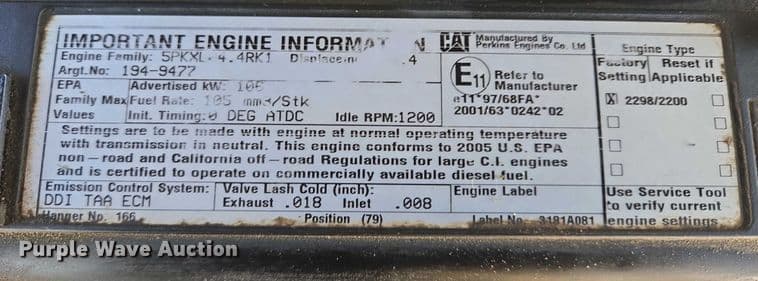 IMPORTANT ENGINE INFORMAT N
CAT Manufactured By
Perkins Engines Co. Ltd
Engine Type
Engine Family: 5PKXL 4.4RK1 .4
Factory Reset if
Setting Applicable
Argt.No: 194-9477
E11 Refer to
Manufacturer
EPA Advertised kW: 106
Family Max Fuel Rate: 105 mm3/Stk
e11*97/68FA*
2001/63*0242*02
X 2298/2200
Values Init. Timing: 0 DEG ATDC Idle RPM:1200
Settings are to be made with engine at normal operating temperature
with transmission in neutral. This engine conforms to 2005 U.S. EPA
non-road and California off-road Regulations for large C.I. engines
and is certified to operate on commercially available diesel fuel.
Emission Control System:
DDI TAA ECM
Valve Lash Cold (inch):
Exhaust .018 Inlet .008
Engine Label
Use Service Tool
to verify current
engine settings
Hanger No. 166 Position (79) Label No. 3181A081
Purple Wave Auction